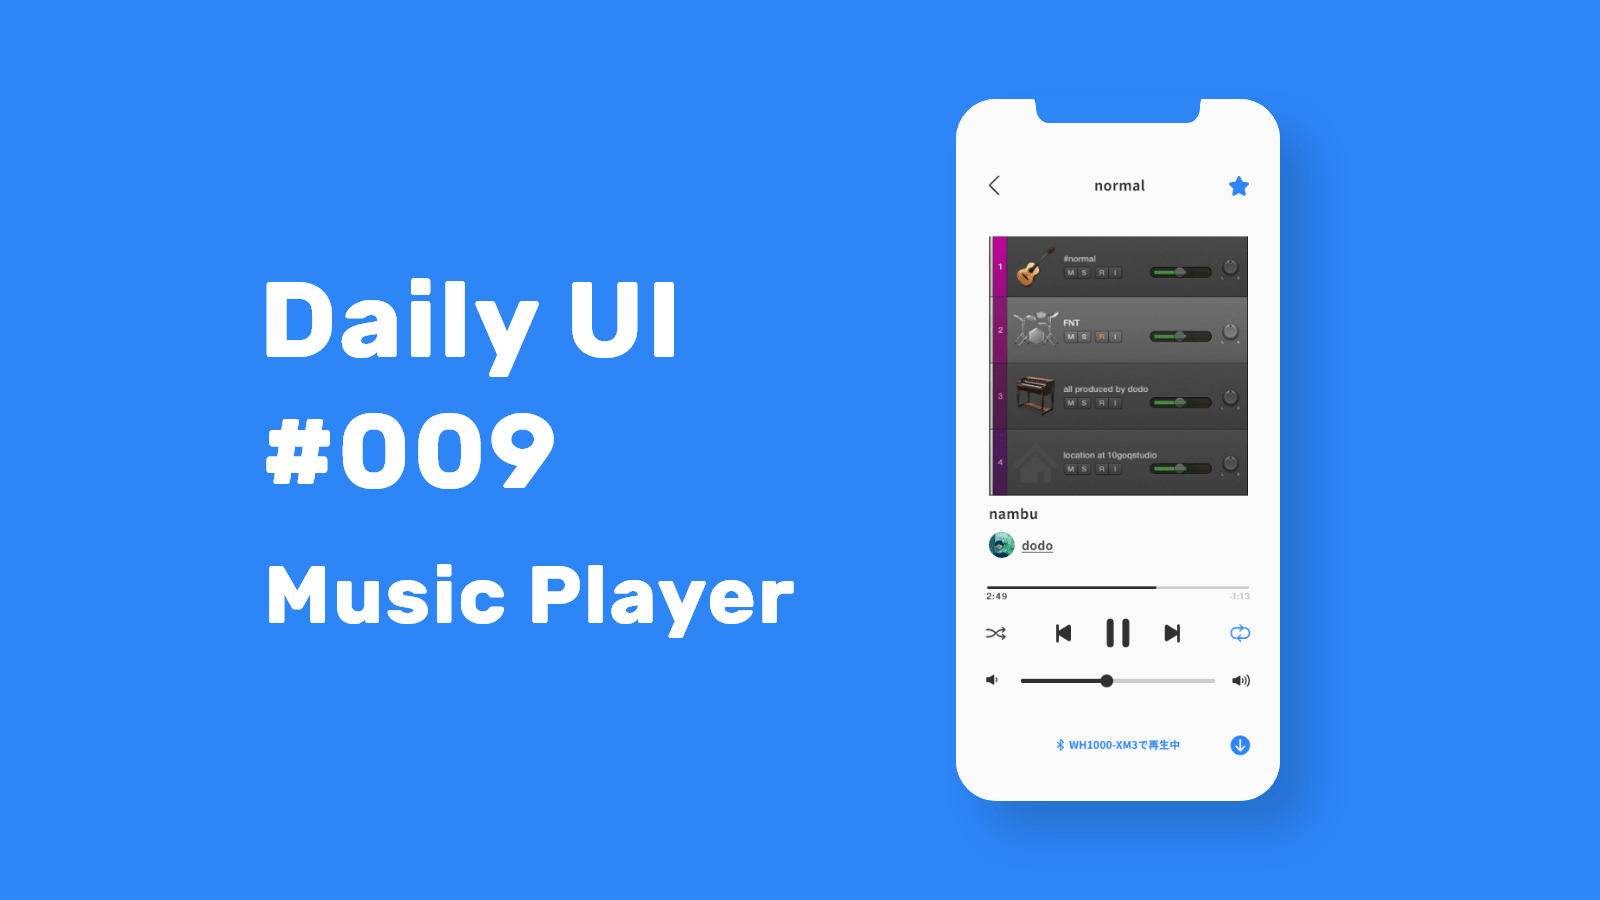 Daily UI
#009
Music Player
normal
1
#normal
M S R I
2
FNT
M S R I
3
all produced by dodo
M S R I
4
location at 10goqstudio
M S R I
nambu
dodo
2:49
-1:13
WH1000-XM3で再生中